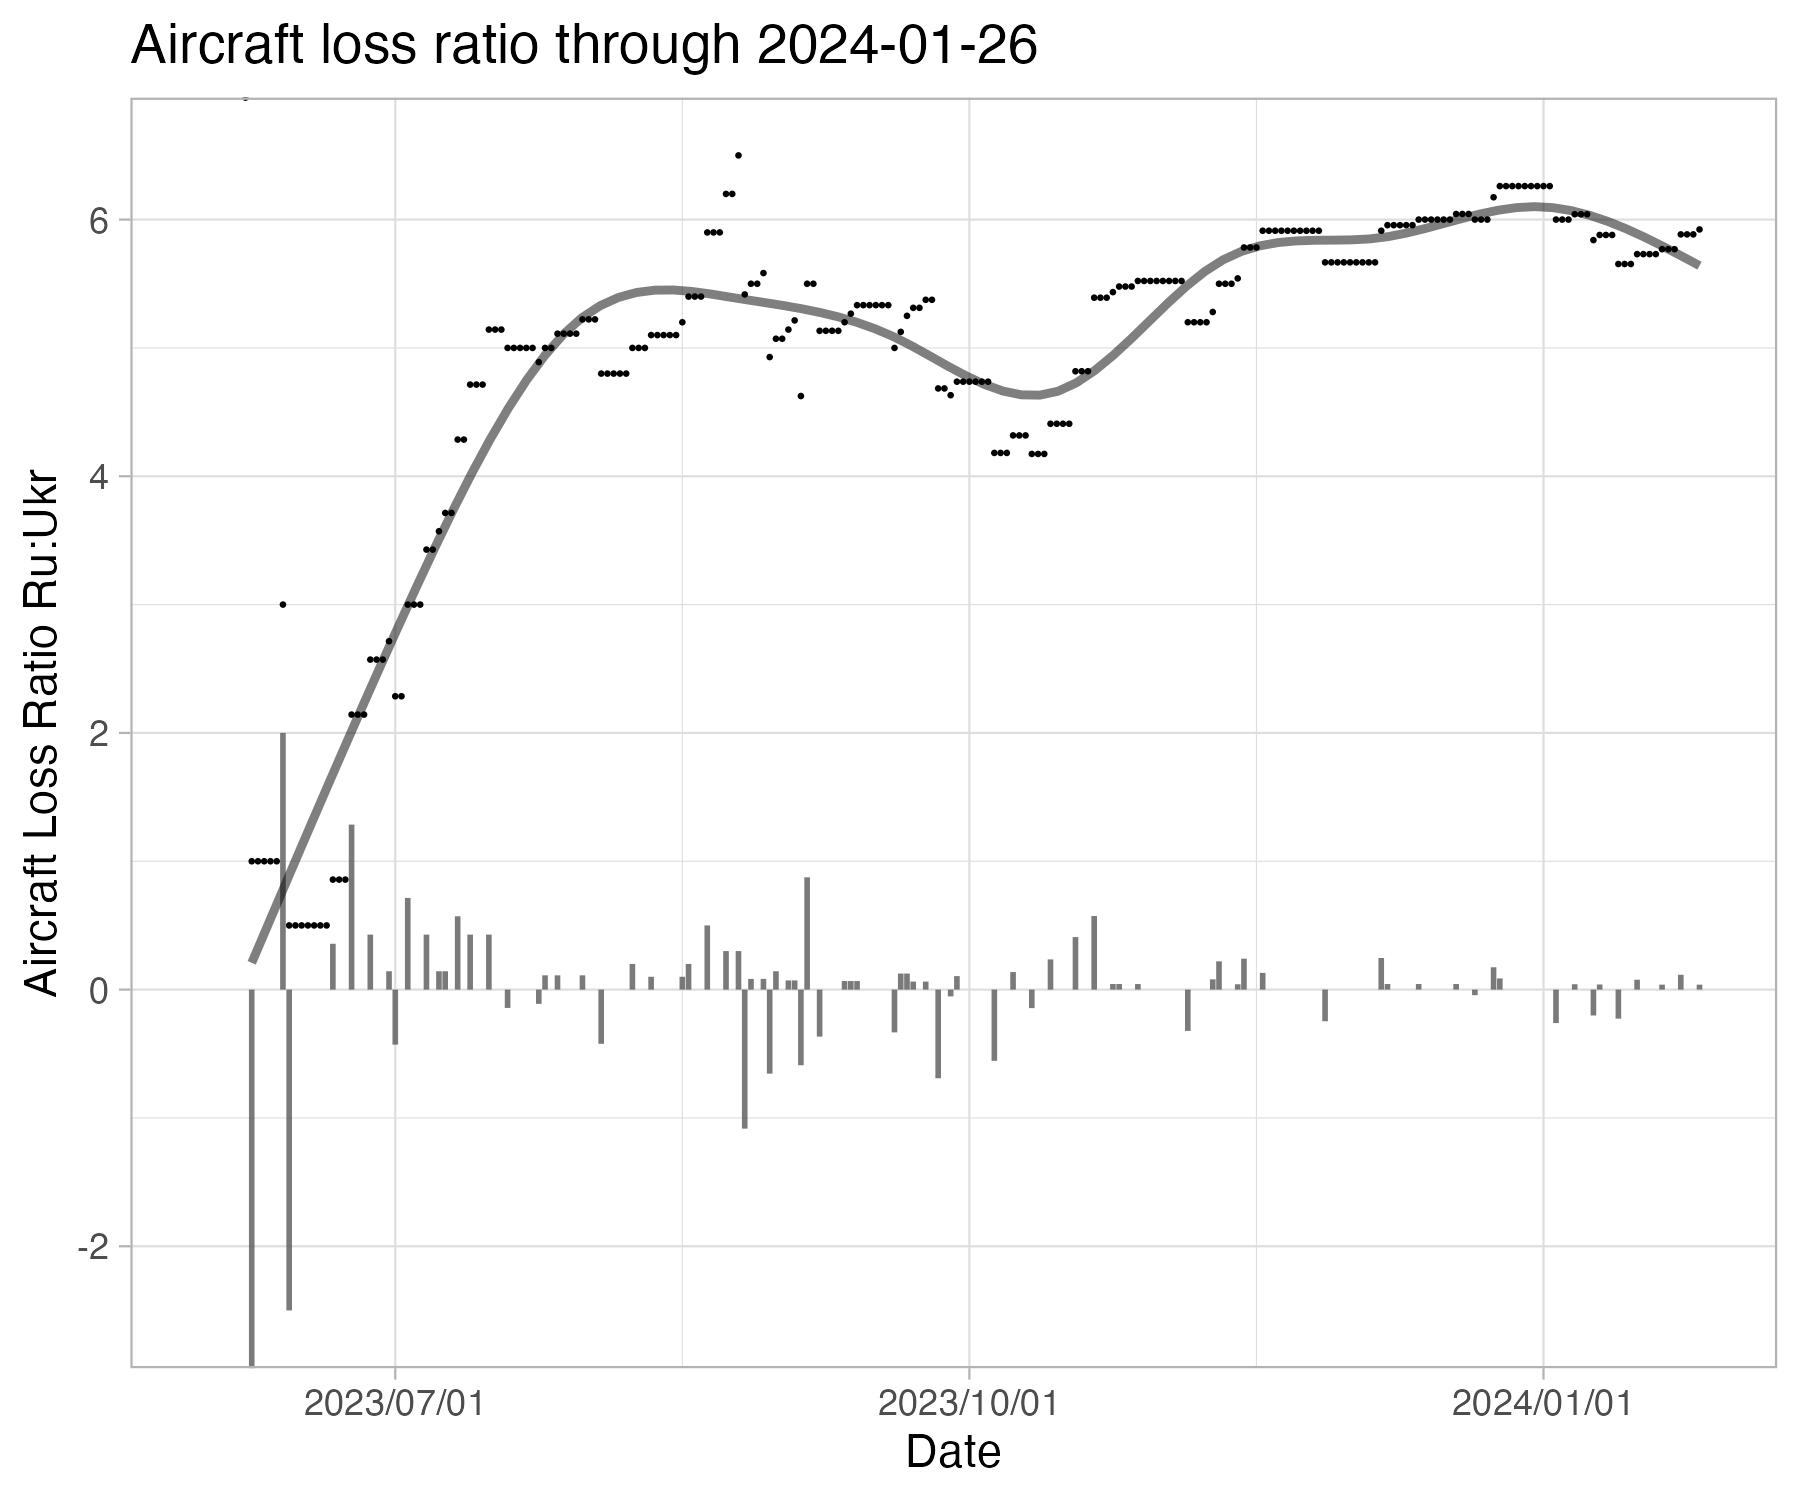 Aircraft loss ratio through 2024-01-26
Aircraft Loss Ratio Ru:Ukr
6
4
2
0
-2
2023/07/01
2023/10/01
2024/01/01
Date